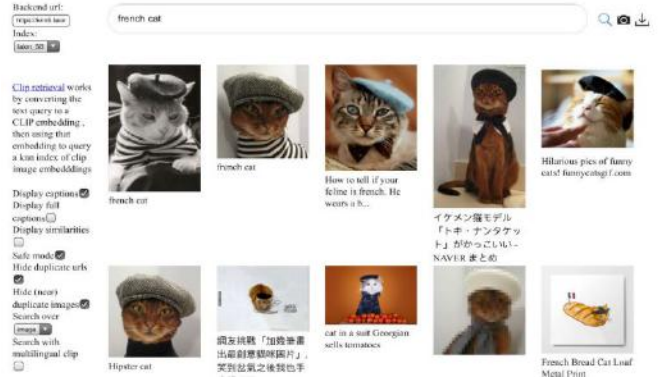 Backend url:
Index:
laion_5B
french cat
Clip retrieval works
by converting the
text query to a
CLIP embedding ,
then using that
embedding to query
a knn index of clip
image embedddings
Display captions
Display full
captions
Display similarities
Safe mode
Hide duplicate urls
Hide (near)
duplicate images
Search over
image
Search with
multilingual clip
french cat
french cat
How to tell if your
feline is french. He
wears a b...
イケメン猫モデル
「トキ・ナンタケッ
ト」がかっこいい -
NAVER まとめ
Hilarious pics of funny
cats! funnycatsgif.com
Hipster cat
網友挑戰「加幾筆畫
出最創意貓咪圖片」,
笑到岔氣之後我也手
cat in a suit Georgian
sells tomatoes
French Bread Cat Loaf
Metal Print